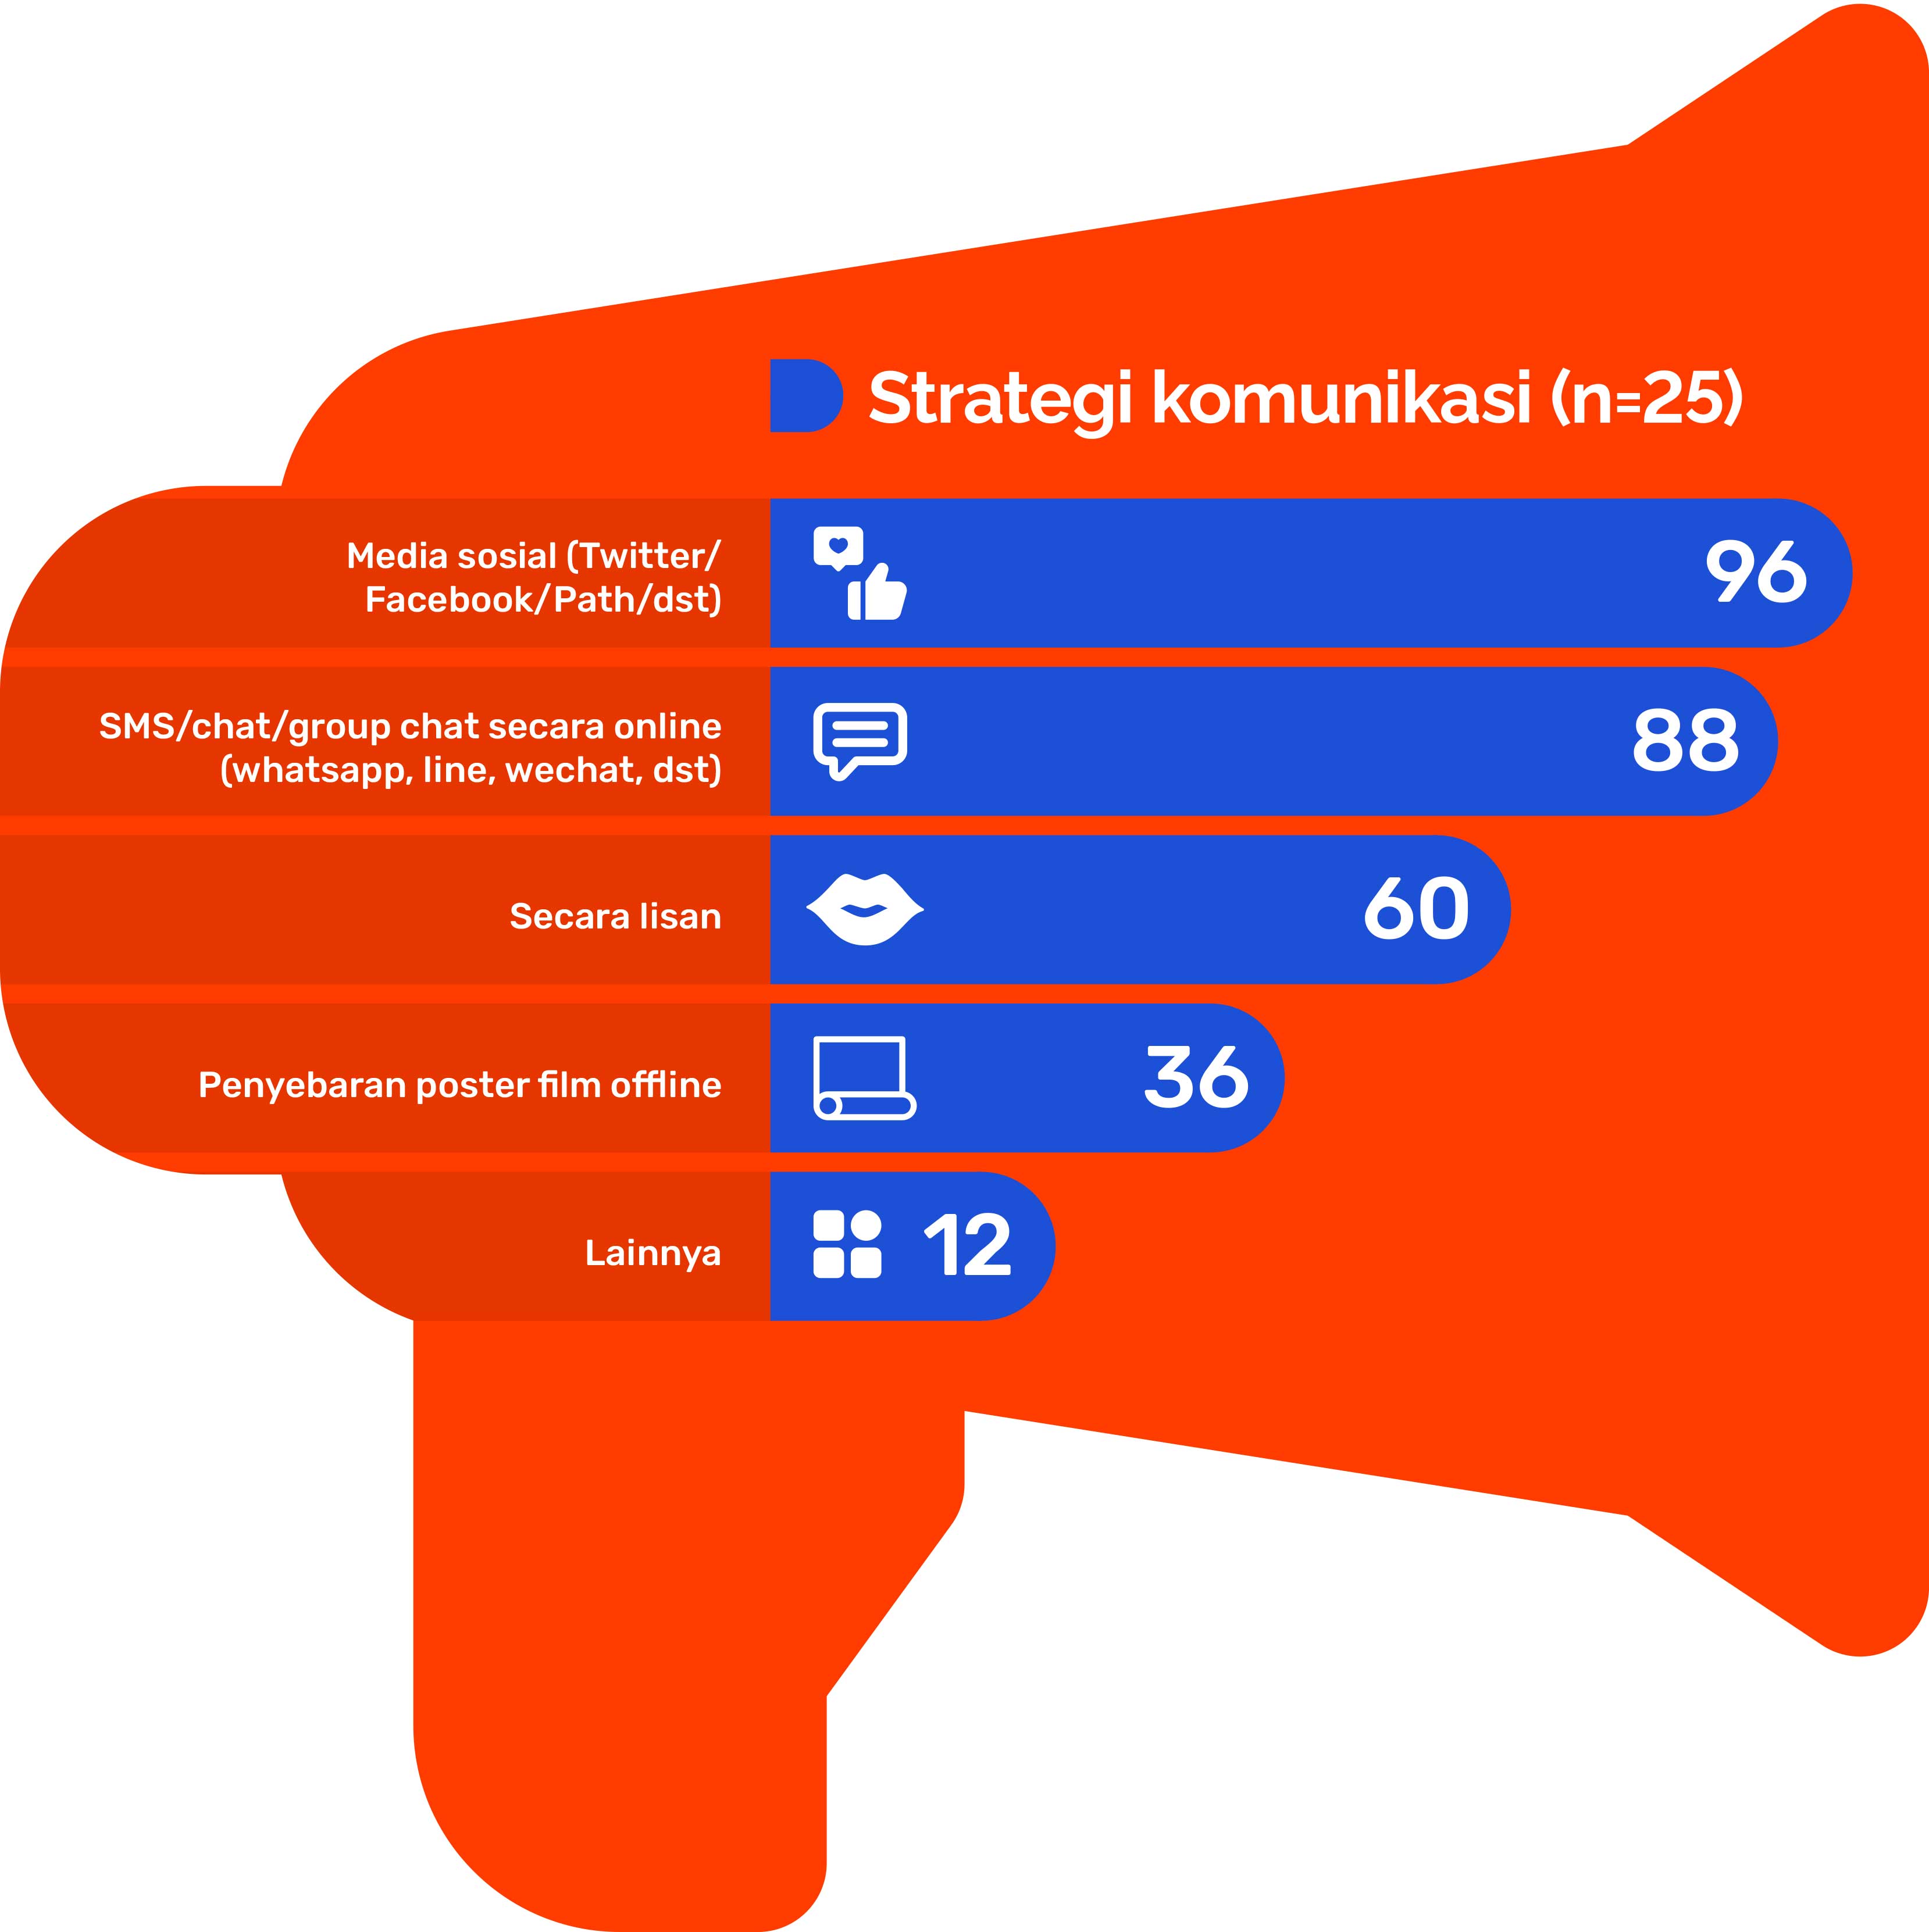 Strategi komunikasi (n=25)
Media sosial (Twitter/
Facebook/Path/dst)
96
SMS/chat/group chat secara online
(whatsapp, line, wechat, dst)
88
Secara lisan
60
Penyebaran poster film offline
36
Lainnya
12